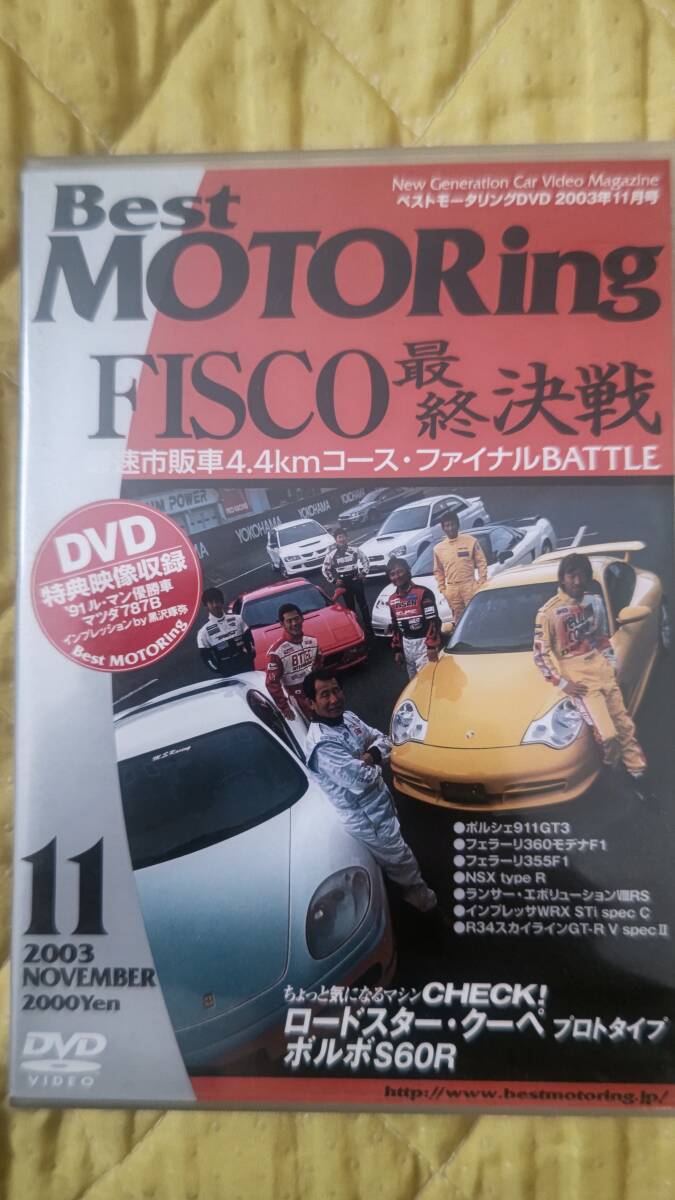 New Generation Car Video Magazine
ベストモータリングDVD 2003年11月号
Best
MOTORing
FISCO 最終決戦
速市販車4.4kmコース・ファイナルBATTLE
POWER
YOKOHAMA
YOKOHAMA
YOKOHAMA
DVD
特典映像収録
'91ル・マン優勝車
マツダ787B
インプレッションby黒沢琢弥
Best MOTORing
M.S.Racing
●ポルシェ911GT3
●フェラーリ360モデナF1
●フェラーリ355F1
●NSX type R
●ランサー・エボリューションⅧRS
●インプレッサWRX STi spec C
●R34スカイラインGT-R V specⅡ
11
2003
NOVEMBER
2000Yen
ちょっと気になるマシンCHECK!
ロードスター・クーペ プロトタイプ
ボルボS60R
DVD
VIDEO
http://www.bestmotoring.jp/